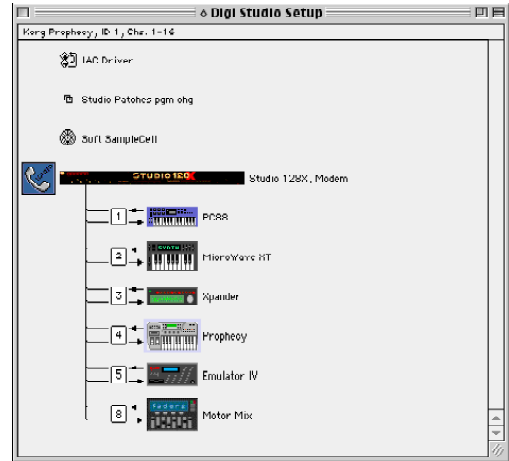 Digi Studio Setup
Korg Prophecy, ID 1, Chs. 1-16
IAC Driver
Studio Patches pgm chg
Soft SampleCell
STUDIO 128X
Studio 128X, Modem
1
PC88
2
SYNTH
MicroWave XT
3
Xpander
4
Prophecy
5
Emulator IV
8
Faders
Motor Mix